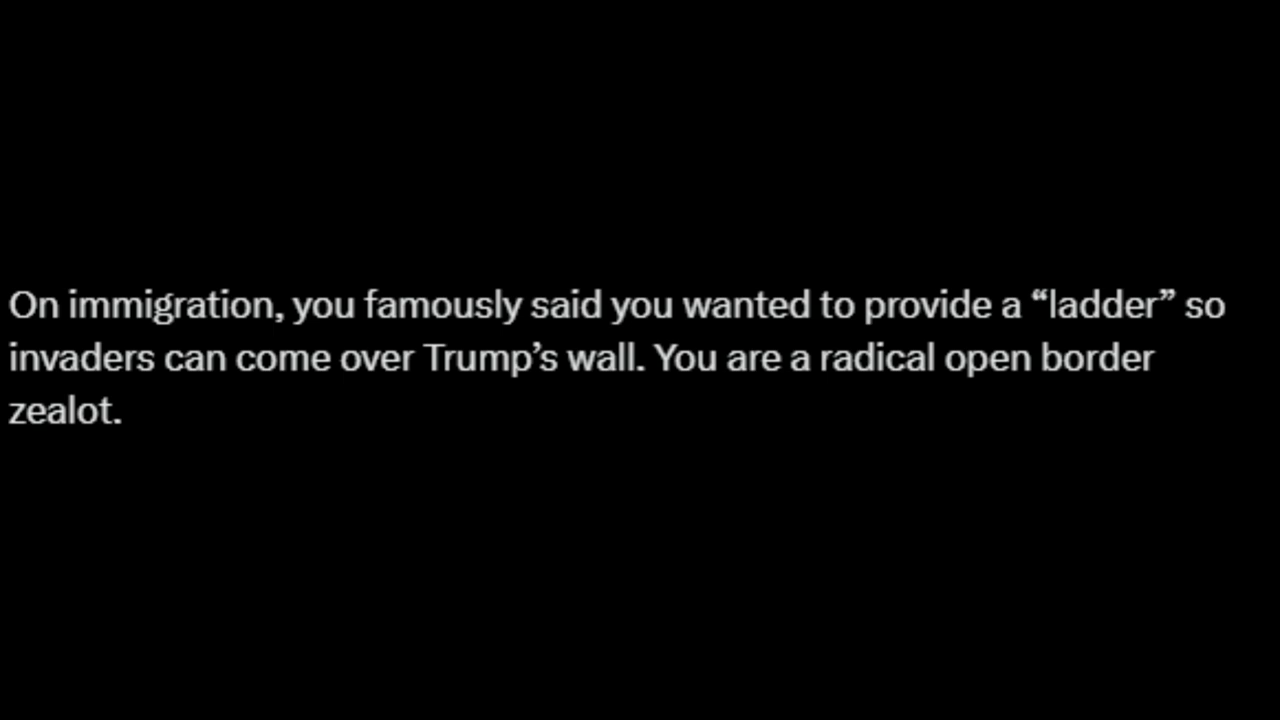 On immigration, you famously said you wanted to provide a “ladder” so
invaders can come over Trump’s wall. You are a radical open border
zealot.